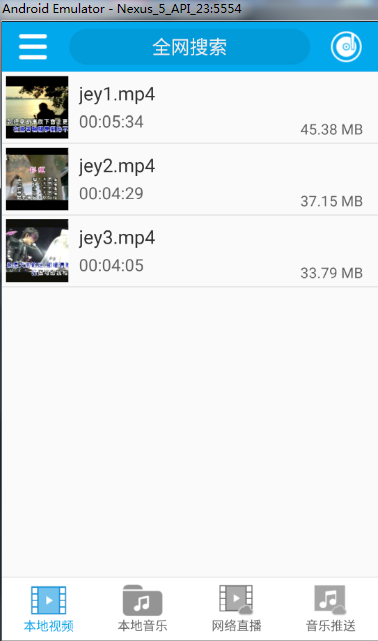 Android Emulator - Nexus_5_API_23:5554
全网搜索
jey1.mp4
00:05:34
45.38 MB
jey2.mp4
00:04:29
37.15 MB
jey3.mp4
00:04:05
33.79 MB
本地视频
本地音乐
网络直播
音乐推送